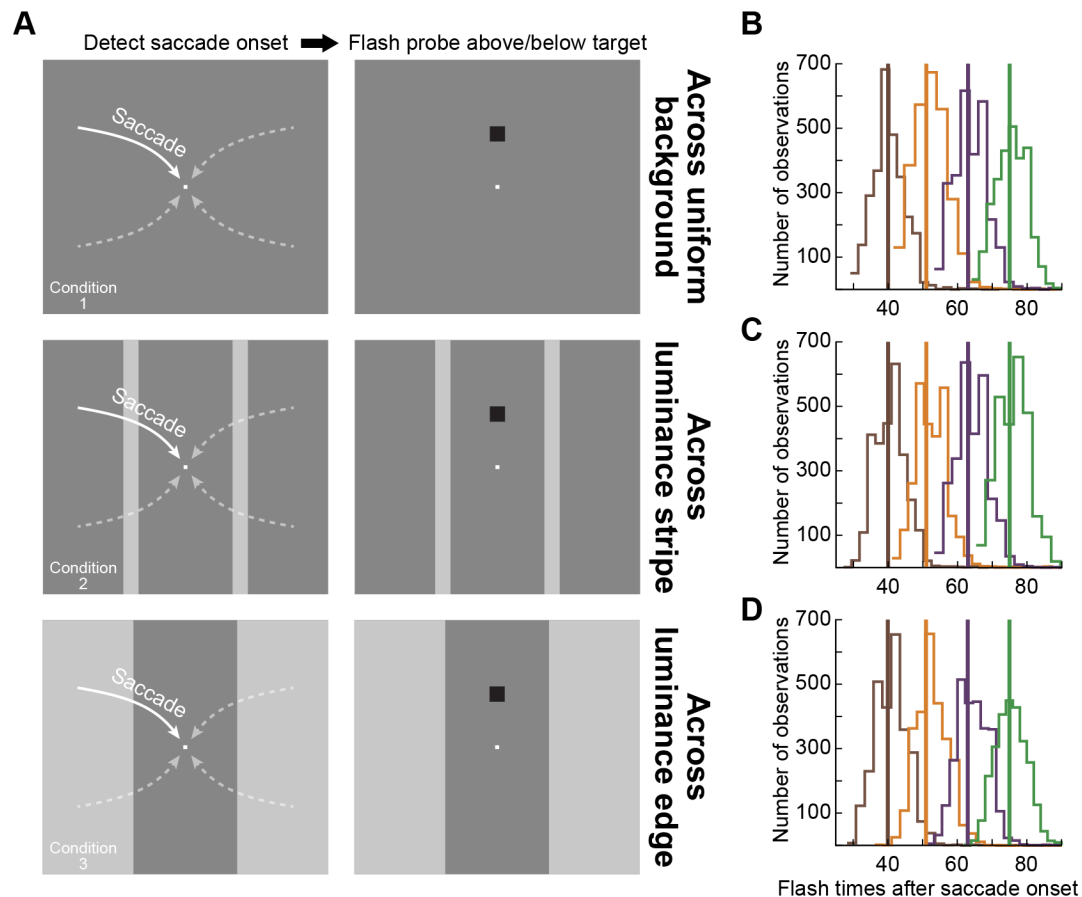 A
Detect saccade onset
Flash probe above/below target
Saccade
Condition
1
Across uniform
background
Saccade
Condition
2
Across
luminance stripe
Saccade
Condition
3
Across
luminance edge
B
Number of observations
700
500
300
100
40
60
80
C
Number of observations
700
500
300
100
40
60
80
D
Number of observations
700
500
300
100
40
60
80
Flash times after saccade onset